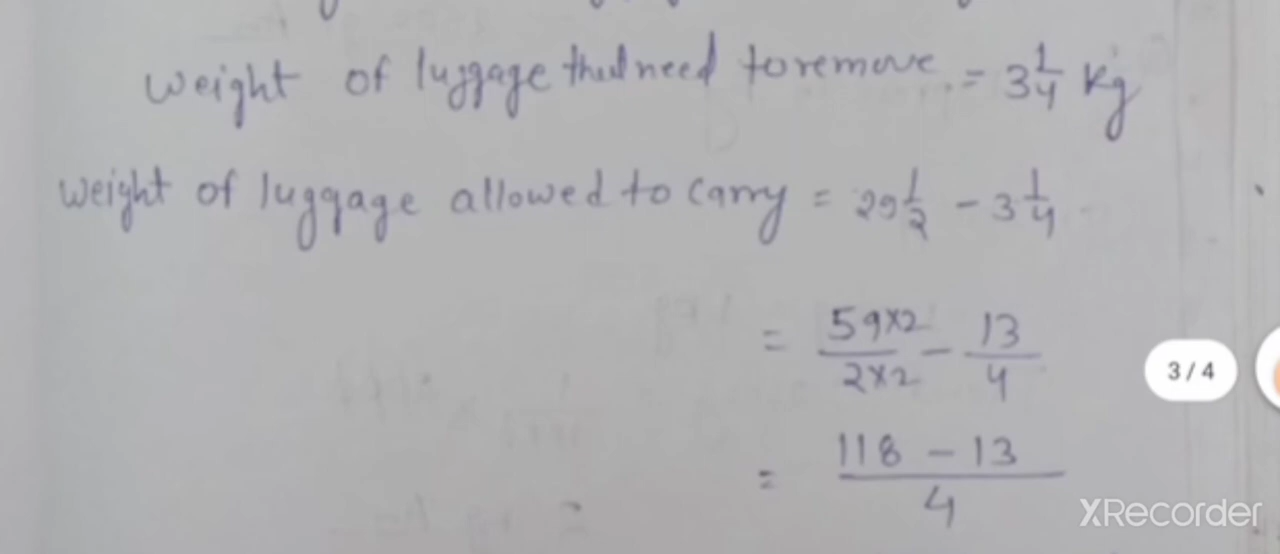 weight of luggage that need to remove = 3 1/4 kg
weight of luggage allowed to carry = 29 1/2 - 3 1/4
= 59×2/2×2 - 13/4
3/4
= 118 - 13/4
XRecorder